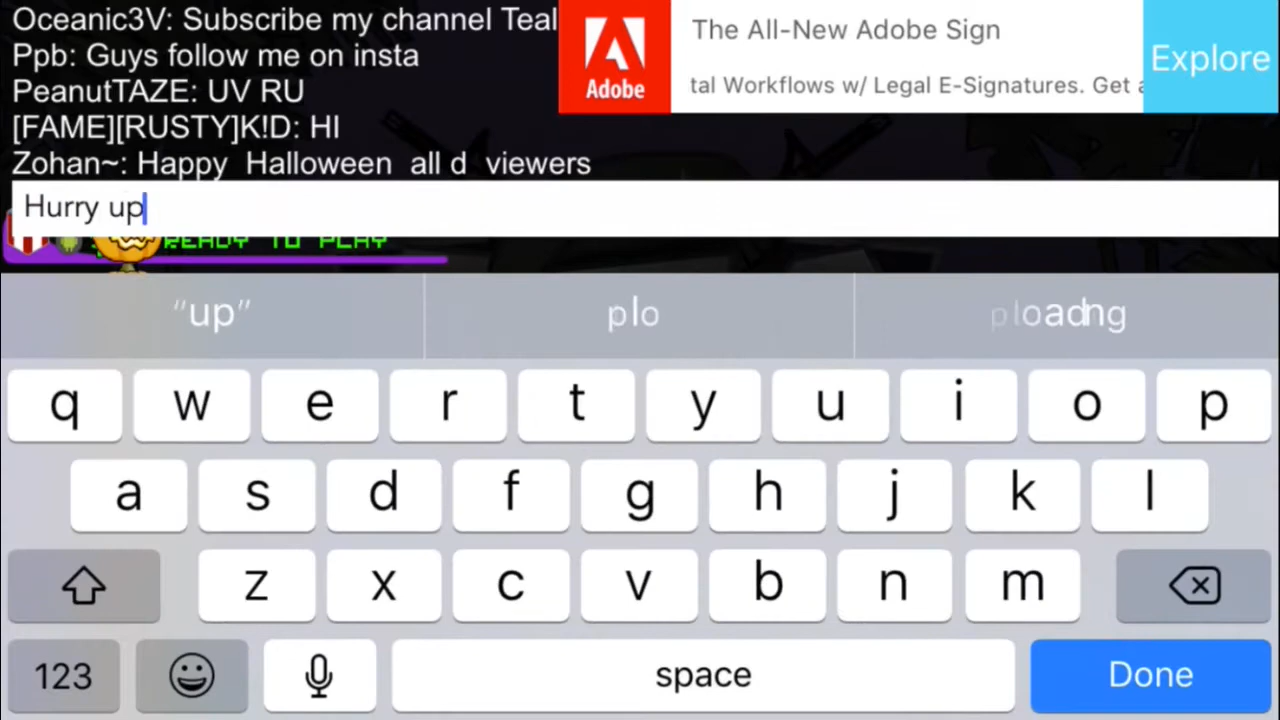 Oceanic3V: Subscribe my channel Teal
Ppb: Guys follow me on insta
PeanutTAZE: UV RU
[FAME][RUSTY]K!D: HI
Zohan~: Happy Halloween all d viewers
Adobe
The All-New Adobe Sign
tal Workflows w/ Legal E-Signatures. Get
Explore
Hurry up
READY TO PLAY
“up” plo
q w e r t y u i o p
a s d f g h j k l
z x c v b n m
123 space Done